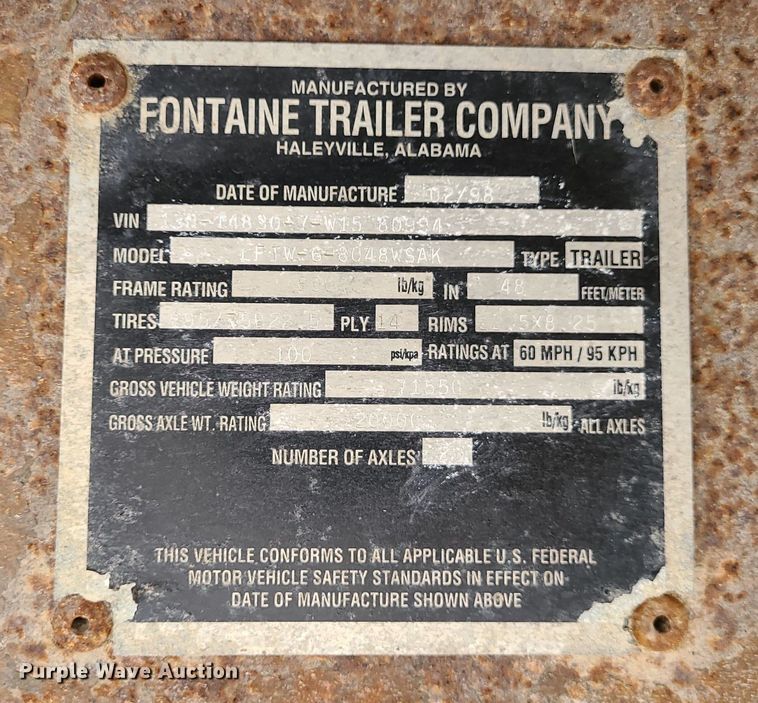 MANUFACTURED BY
FONTAINE TRAILER COMPANY
HALEYVILLE, ALABAMA
DATE OF MANUFACTURE 02/98
VIN
MODEL TYPE TRAILER
FRAME RATING lb/kg IN 48 FEET/METER
TIRES PLY 14 RIMS
AT PRESSURE 100 psi/kpa RATINGS AT 60 MPH / 95 KPH
GROSS VEHICLE WEIGHT RATING 71550 lb/kg
GROSS AXLE WT. RATING 20000 lb/kg ALL AXLES
NUMBER OF AXLES
THIS VEHICLE CONFORMS TO ALL APPLICABLE U.S. FEDERAL
MOTOR VEHICLE SAFETY STANDARDS IN EFFECT ON
DATE OF MANUFACTURE SHOWN ABOVE
Purple Wave Auction